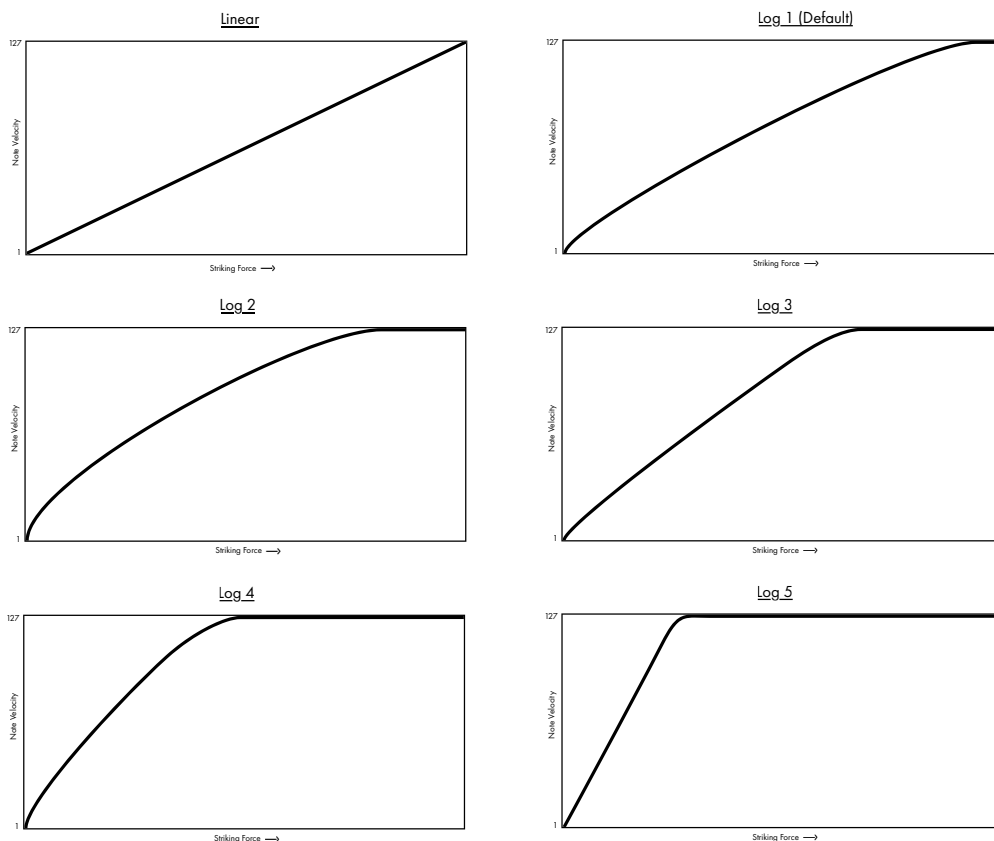 Linear
127
Note Velocity
1
Striking Force →
Log 1 (Default)
127
Note Velocity
1
Striking Force →
Log 2
127
Note Velocity
1
Striking Force →
Log 3
127
Note Velocity
1
Striking Force →
Log 4
127
Note Velocity
1
Striking Force →
Log 5
127
Note Velocity
1
Striking Force →